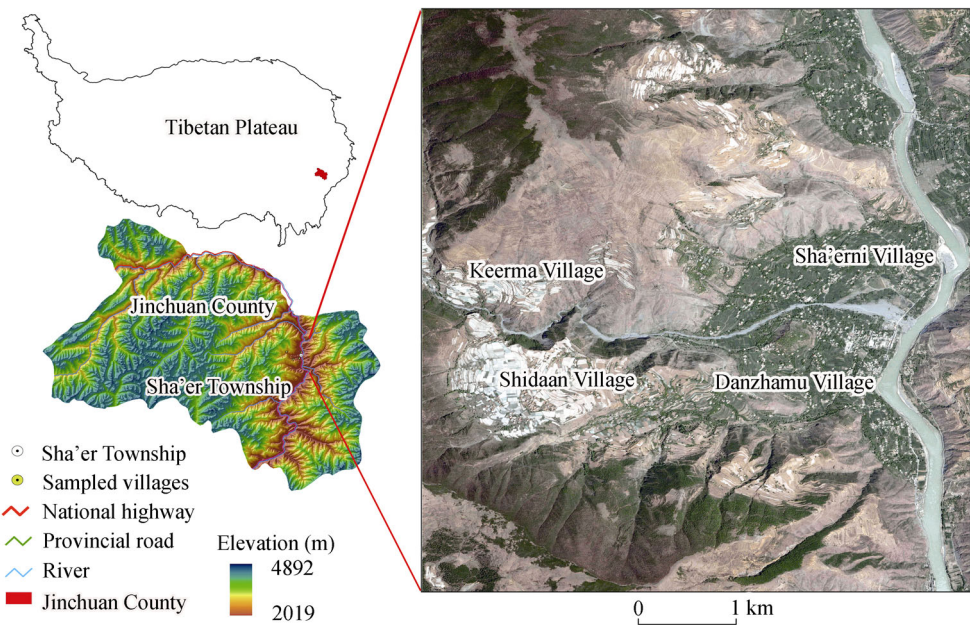 Tibetan Plateau
Jinchuan County
Sha'er Township
Keerma Village
Sha'erni Village
Shidaan Village
Danzhamu Village
Sha'er Township
Sampled villages
National highway
Provincial road
River
Jinchuan County
Elevation (m)
4892
2019
0 1 km